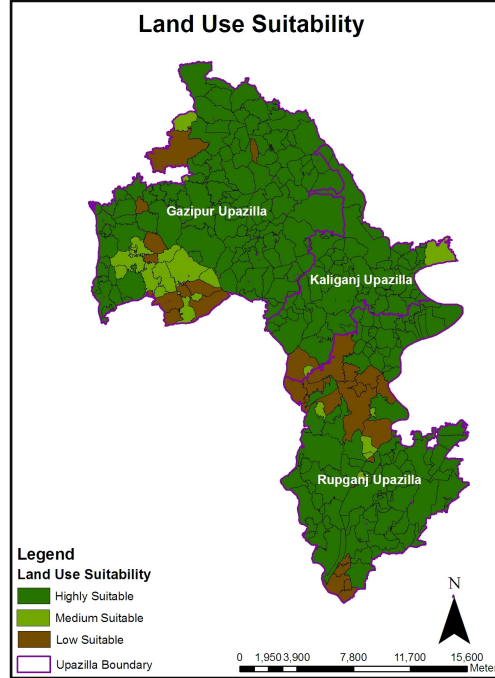 Land Use Suitability
Gazipur Upazilla
Kaliganj Upazilla
Rupganj Upazilla
Legend
Land Use Suitability
Highly Suitable
Medium Suitable
Low Suitable
Upazilla Boundary
N
0 1,950 3,900 7,800 11,700 15,600
Meter